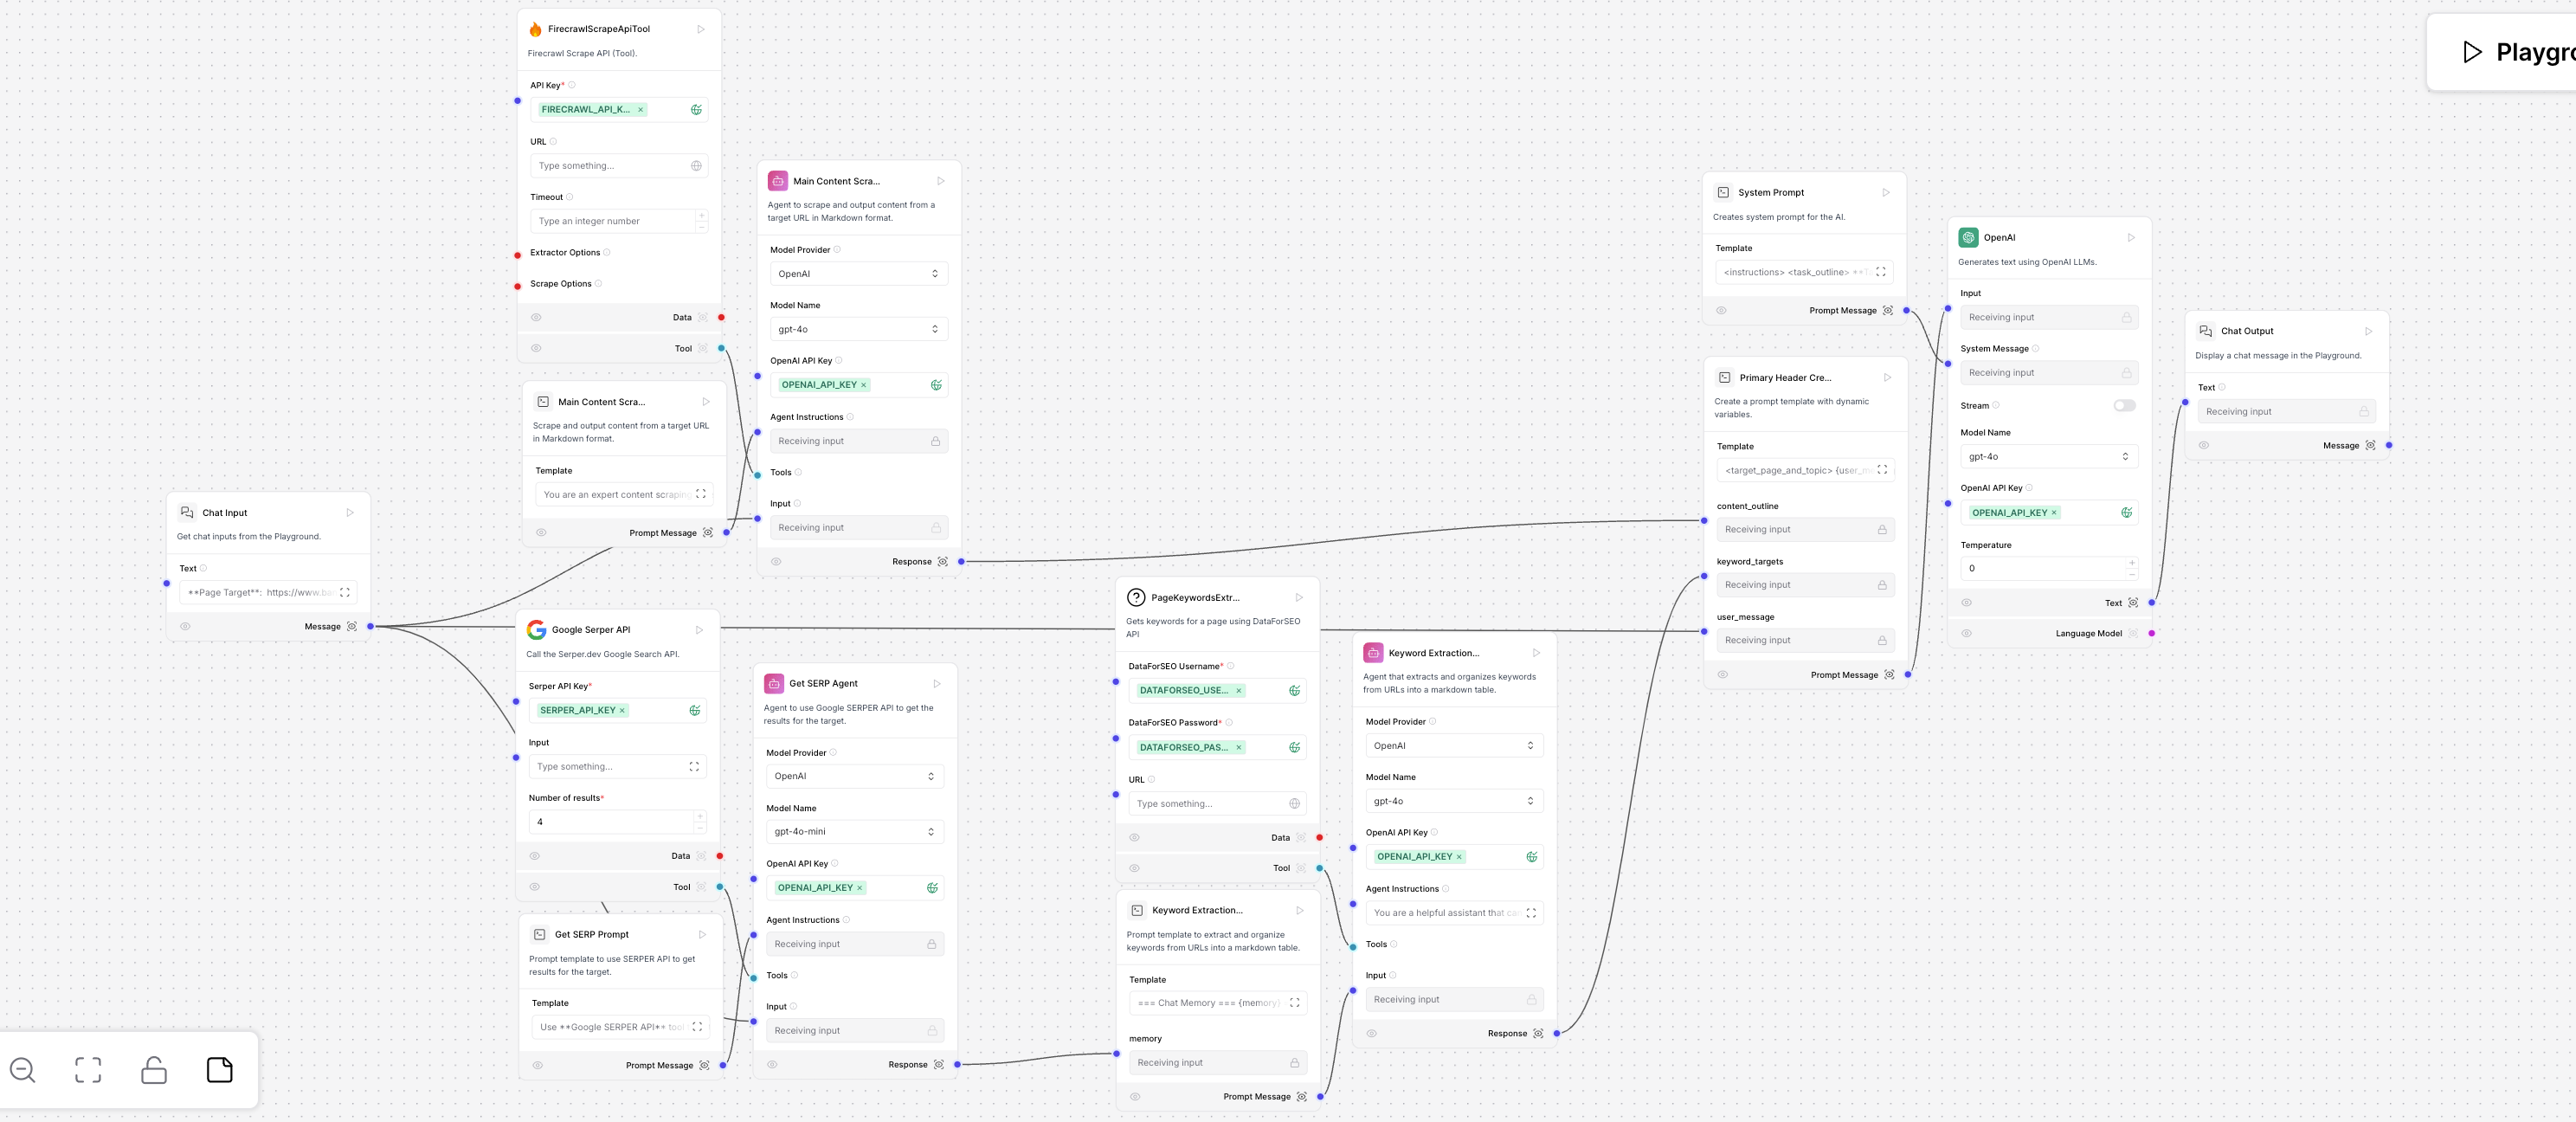 FirecrawlScrapeApiTool
Firecrawl Scrape API (Tool).
API Key*
FIRECRAWL_API_K... ×
URL
Type something...
Timeout
Type an integer number
Extractor Options
Scrape Options
Data
Tool
Main Content Scra...
Scrape and output content from a target URL
in Markdown format.
Template
You are an expert content scraping
Prompt Message
Main Content Scra...
Agent to scrape and output content from a
target URL in Markdown format.
Model Provider
OpenAI
Model Name
gpt-4o
OpenAI API Key
OPENAI_API_KEY ×
Agent Instructions
Receiving input
Tools
Input
Receiving input
Response
Chat Input
Get chat inputs from the Playground.
Text
**Page Target**: https://www.ba
Message
Google Serper API
Call the Serper.dev Google Search API.
Serper API Key*
SERPER_API_KEY ×
Input
Type something...
Number of results*
4
Data
Tool
Get SERP Prompt
Prompt template to use SERPER API to get
results for the target.
Template
Use **Google SERPER API** tool
Prompt Message
Get SERP Agent
Agent to use Google SERPER API to get the
results for the target.
Model Provider
OpenAI
Model Name
gpt-4o-mini
OpenAI API Key
OPENAI_API_KEY ×
Agent Instructions
Receiving input
Tools
Input
Receiving input
Response
PageKeywordsExtr...
Gets keywords for a page using DataForSEO
API
DataForSEO Username*
DATAFORSEO_USE... ×
DataForSEO Password*
DATAFORSEO_PAS... ×
URL
Type something...
Data
Tool
Keyword Extraction...
Prompt template to extract and organize
keywords from URLs into a markdown table.
Template
=== Chat Memory === {memory}
memory
Receiving input
Prompt Message
Keyword Extraction...
Agent that extracts and organizes keywords
from URLs into a markdown table.
Model Provider
OpenAI
Model Name
gpt-4o
OpenAI API Key
OPENAI_API_KEY ×
Agent Instructions
You are a helpful assistant that can
Tools
Input
Receiving input
Response
System Prompt
Creates system prompt for the AI.
Template
<instructions> <task_outline>
Prompt Message
Primary Header Cre...
Create a prompt template with dynamic
variables.
Template
<target_page_and_topic> {user_m
content_outline
Receiving input
keyword_targets
Receiving input
user_message
Receiving input
Prompt Message
OpenAI
Generates text using OpenAI LLMs.
Input
Receiving input
System Message
Receiving input
Stream
Model Name
gpt-4o
OpenAI API Key
OPENAI_API_KEY ×
Temperature
0
Text
Language Model
Chat Output
Display a chat message in the Playground.
Text
Receiving input
Message
Playgro